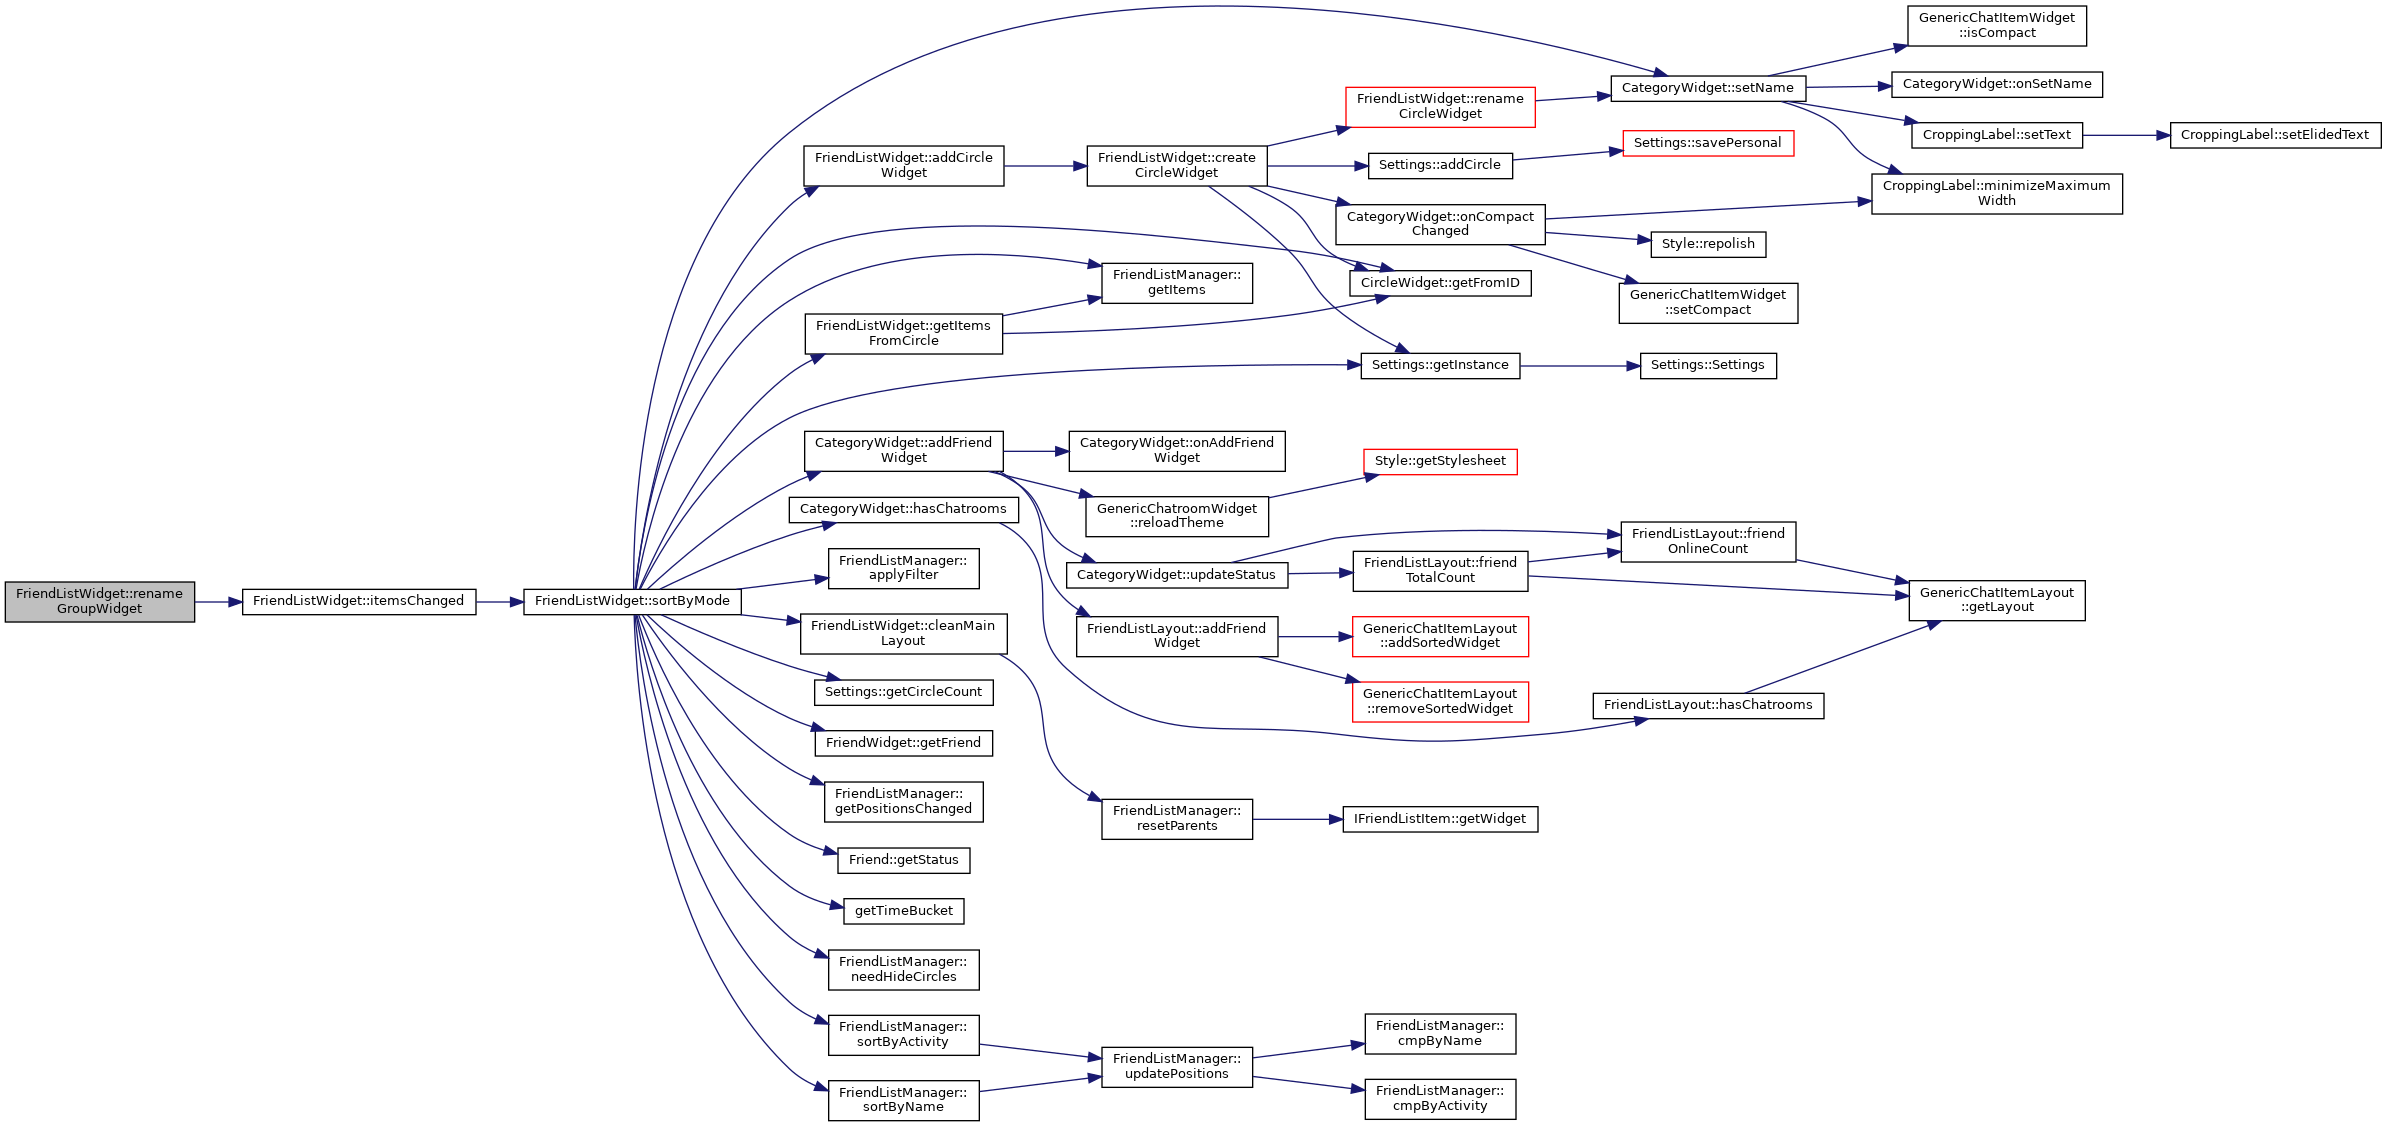 FriendListWidget::rename
GroupWidget
FriendListWidget::itemsChanged
FriendListWidget::sortByMode
FriendListWidget::addCircle
Widget
FriendListWidget::getItems
FromCircle
CategoryWidget::addFriend
Widget
CategoryWidget::hasChatrooms
FriendListManager::
applyFilter
FriendListWidget::cleanMain
Layout
Settings::getCircleCount
FriendWidget::getFriend
FriendListManager::
getPositionsChanged
Friend::getStatus
getTimeBucket
FriendListManager::
needHideCircles
FriendListManager::
sortByActivity
FriendListManager::
sortByName
FriendListWidget::create
CircleWidget
FriendListManager::
getItems
CategoryWidget::onAddFriend
Widget
GenericChatroomWidget
::reloadTheme
CategoryWidget::updateStatus
FriendListLayout::addFriend
Widget
FriendListManager::
resetParents
FriendListManager::
updatePositions
FriendListWidget::rename
CircleWidget
Settings::addCircle
CategoryWidget::onCompact
Changed
CircleWidget::getFromID
Settings::getInstance
Style::getStylesheet
FriendListLayout::friend
TotalCount
GenericChatItemLayout
::addSortedWidget
GenericChatItemLayout
::removeSortedWidget
IFriendListItem::getWidget
FriendListManager::
cmpByName
FriendListManager::
cmpByActivity
CategoryWidget::setName
Settings::savePersonal
Style::repolish
GenericChatItemWidget
::setCompact
Settings::Settings
FriendListLayout::friend
OnlineCount
FriendListLayout::hasChatrooms
GenericChatItemWidget
::isCompact
CategoryWidget::onSetName
CroppingLabel::setText
CroppingLabel::minimizeMaximum
Width
GenericChatItemLayout
::getLayout
CroppingLabel::setElidedText